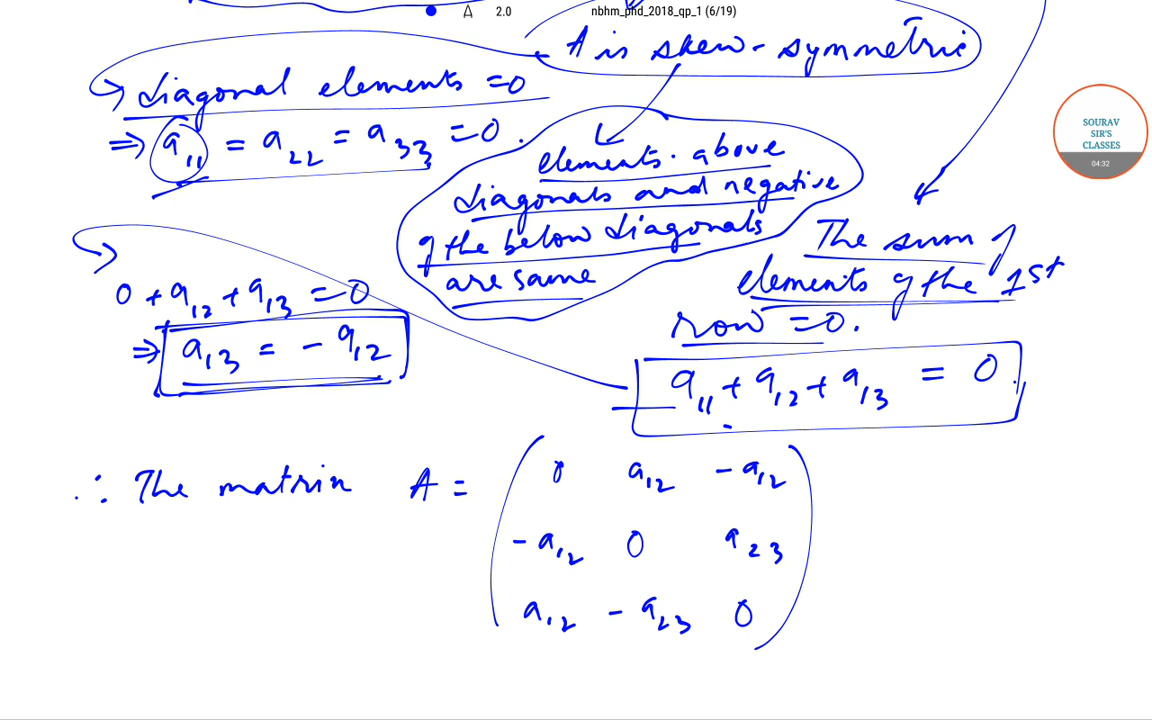 2.0
nbhm_phd_2018_qp_1 (6/19)
A is skew-symmetric
diagonal elements =0
⇒ a₁₁ = a₂₂ = a₃₃ =0.
elements above
diagonals and negative
of the below diagonals
are same
SOURAV
SIR'S
CLASSES
04:32
The sum of
elements of the 1st
row =0.
a₁₁ + a₁₂ + a₁₃ = 0.
0 + a₁₂ + a₁₃ =0
⇒ a₁₃ = - a₁₂
∴ The matrix A =
0 a₁₂ - a₁₂
- a₁₂ 0 a₂₃
a₁₂ - a₂₃ 0